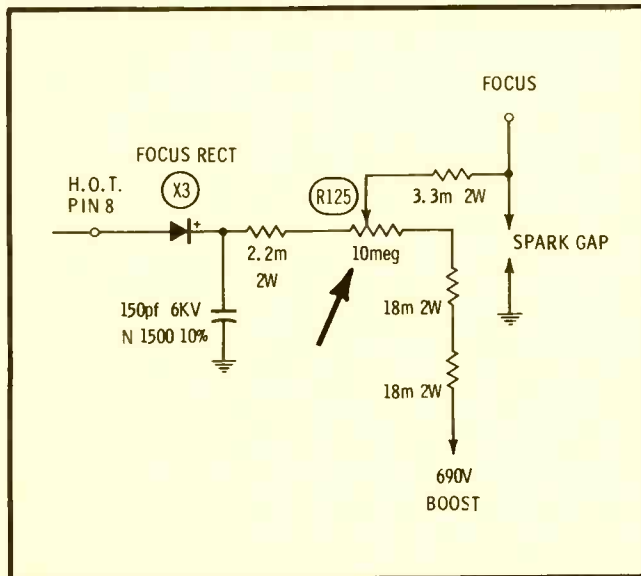 FOCUS
FOCUS RECT
H.O.T.
PIN 8
X3
R125
3.3m 2W
SPARK GAP
2.2m
2W
10meg
150pf 6KV
N 1500 10%
18m 2W
18m 2W
690V
BOOST
+